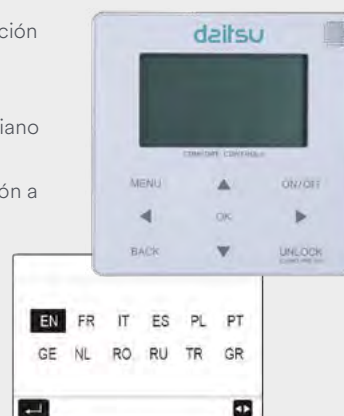 ción
iano
ón a
daitsu
COMFORT CONTROLS
MENU ON/OFF
OK
BACK UNLOCK
EN FR IT ES PL PT
GE NL RO RU TR GR